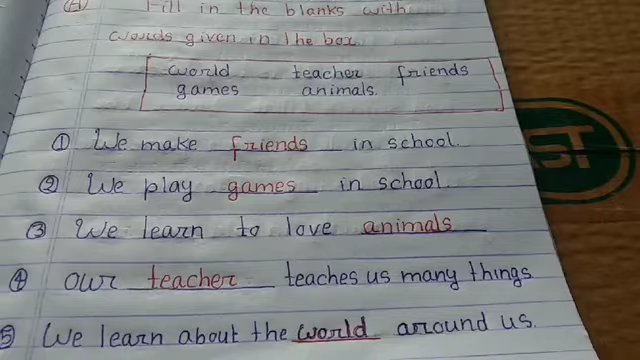 Fill in the blanks with
words given in the box
world teacher friends
games animals.
① We make friends in school.
② We play games in school.
③ We learn to love animals
④ our teacher teaches us many things
⑤ We learn about the world around us.